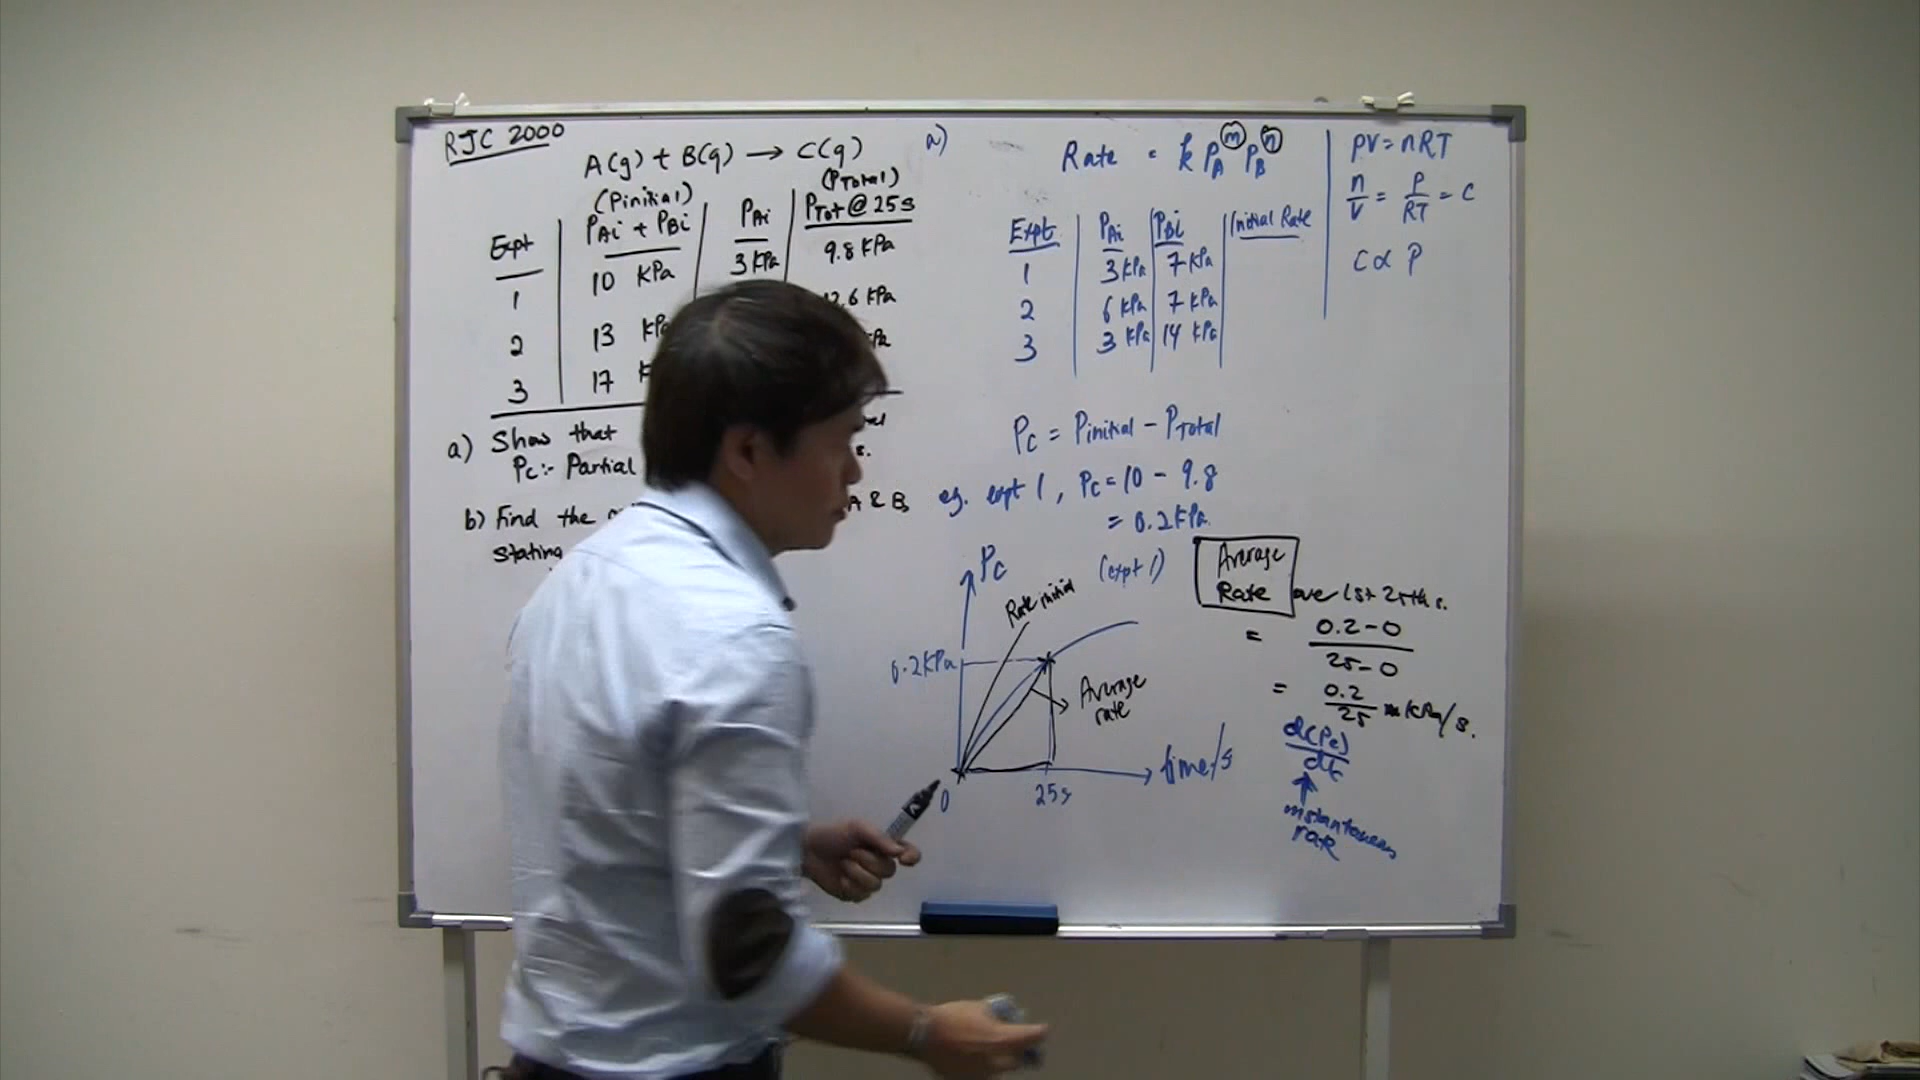 RJC 2000
A(g) + B(g) → C(g)
(Pinitial)
(PTotal)
Expt | PAi + PBi | PAi | PTot @ 25s
1 | 10 kPa | 3 kPa | 9.8 kPa
2 | 13 kPa | 12.6 kPa
3 | 17 kPa
a) Show that
Pc :- Partial
b) Find the A & B,
stating
a) Rate = k PA^m PB^n
Expt | PAi | PBi | Initial Rate
1 | 3 kPa | 7 kPa
2 | 6 kPa | 7 kPa
3 | 3 kPa | 14 kPa
PV = nRT
n/V = P/RT = C
C ∝ P
Pc = Pinitial - PTotal
eg. expt 1, Pc = 10 - 9.8
= 0.2 kPa.
Pc
(expt 1)
Rate initial
0.2 kPa
Average
rate
time/s
0
25s
Average
Rate over 1st 25th s.
= 0.2-0 / 25-0
= 0.2 / 25 kPa/s.
d(Pc)/dt
↑
instantaneous
rate